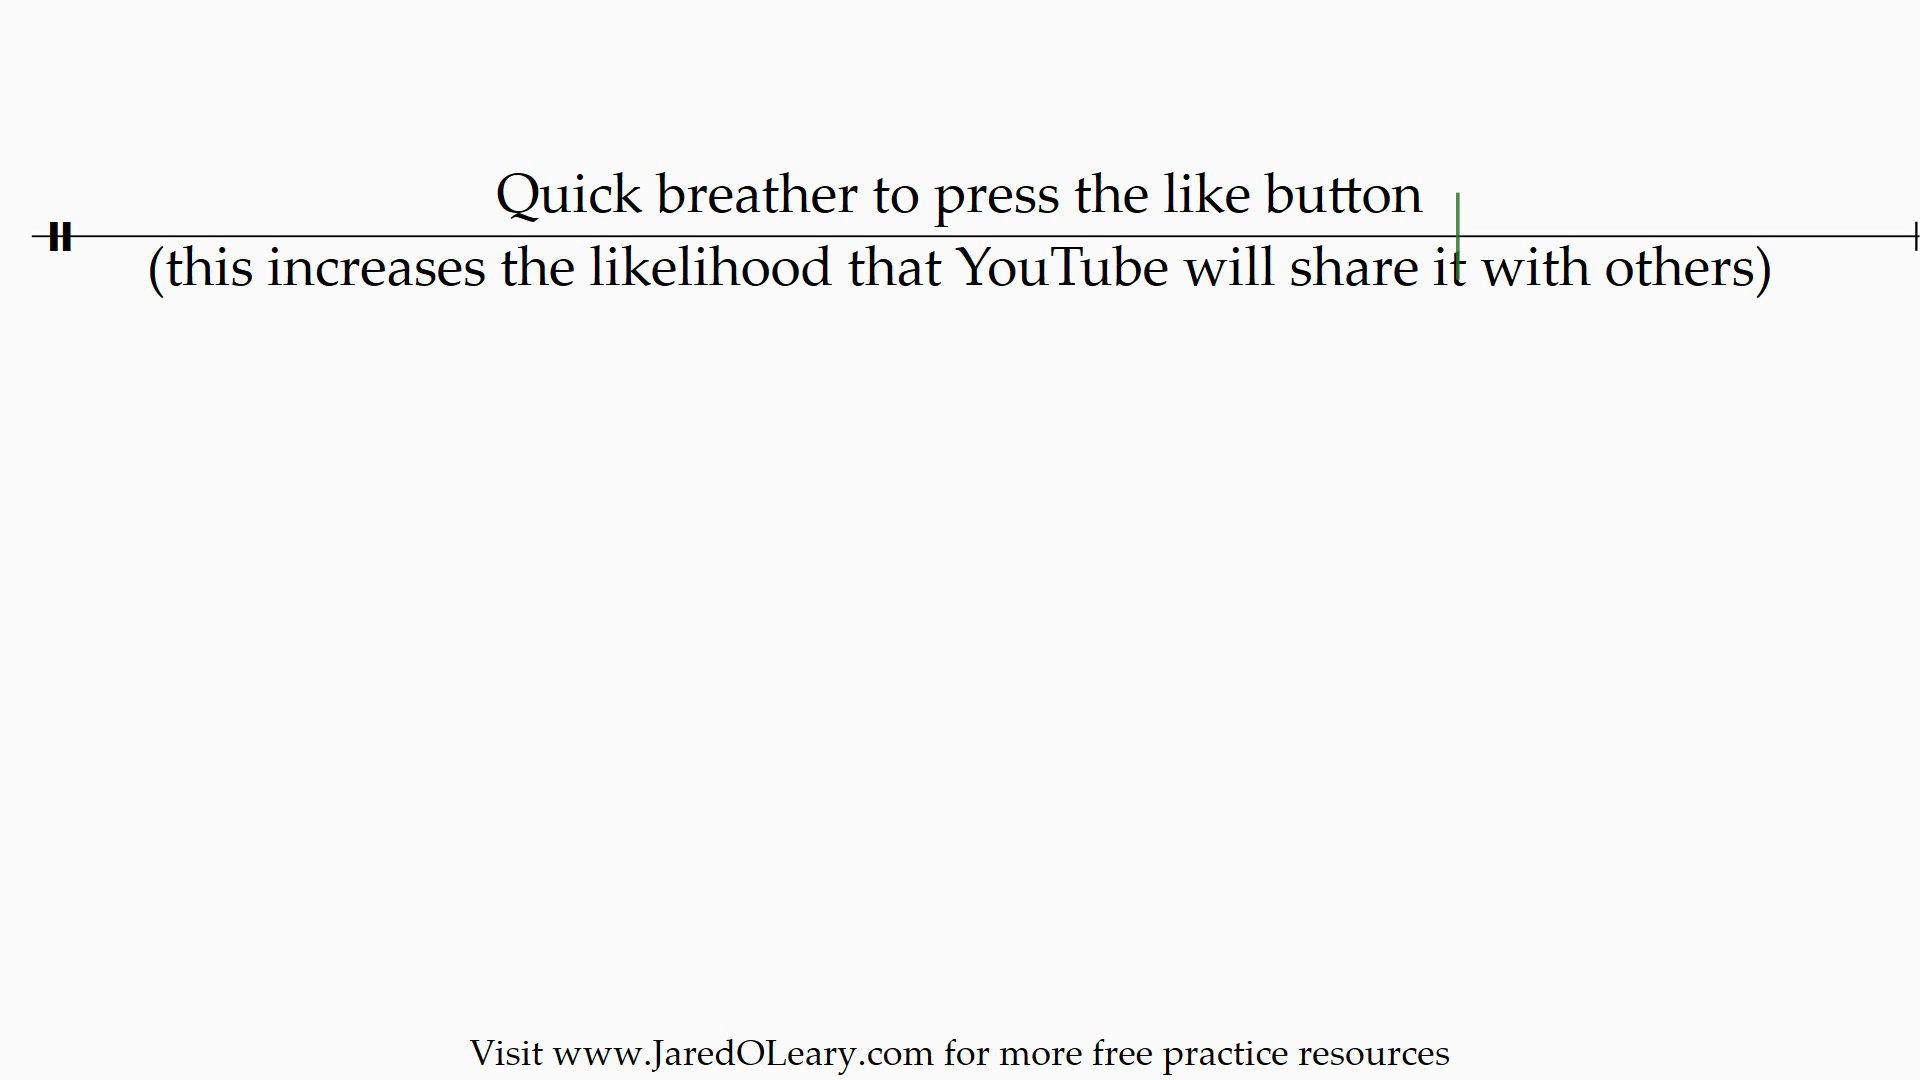 Quick breather to press the like button
(this increases the likelihood that YouTube will share it with others)
Visit www.JaredOLeary.com for more free practice resources